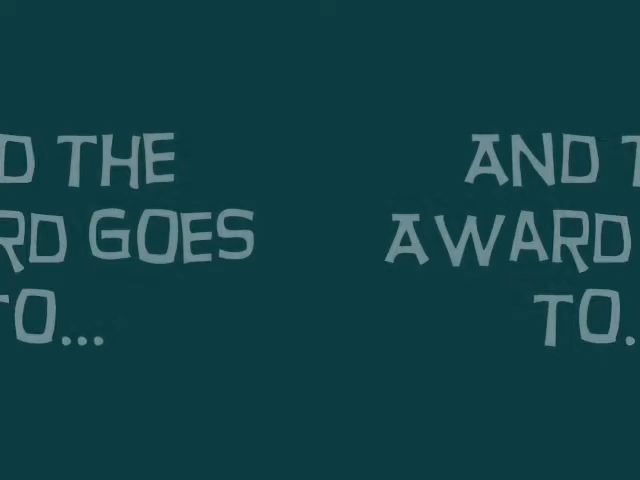 D THE
RD GOES
TO...
AND T
AWARD
TO.